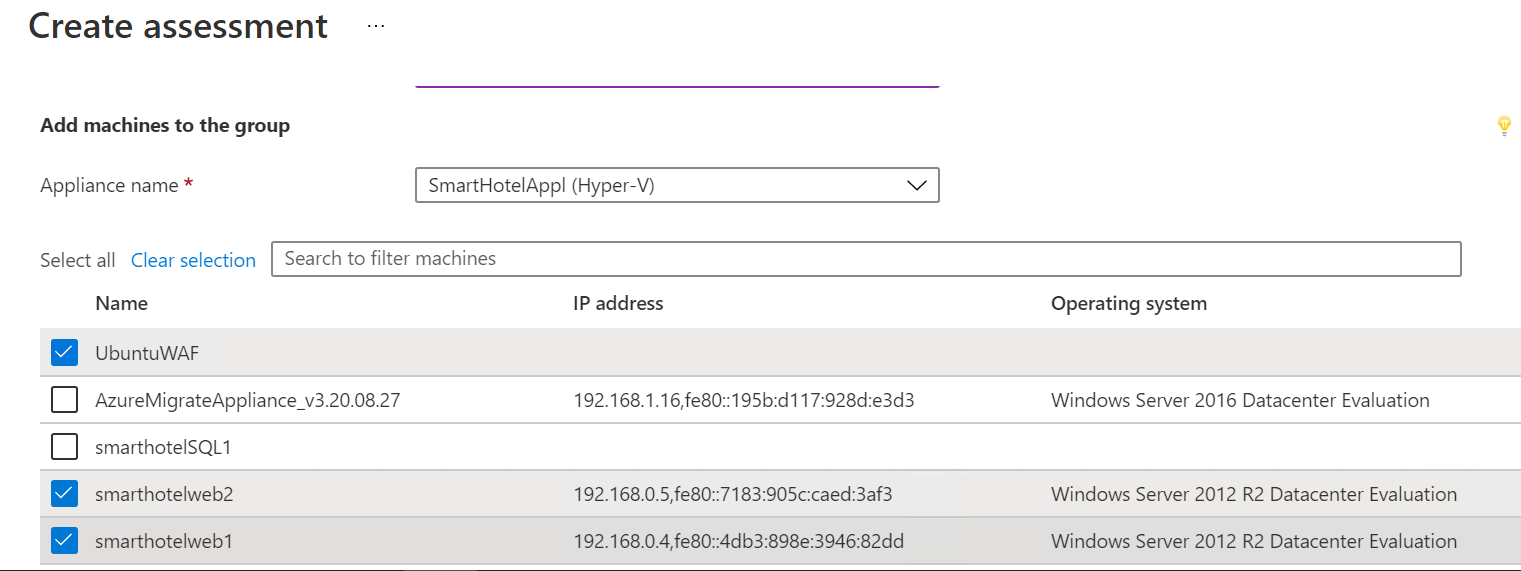 Create assessment ...
Add machines to the group
Appliance name * SmartHotelAppl (Hyper-V)
Select all Clear selection Search to filter machines
Name IP address Operating system
UbuntuWAF
AzureMigrateAppliance_v3.20.08.27 192.168.1.16,fe80::195b:d117:928d:e3d3 Windows Server 2016 Datacenter Evaluation
smarthotelSQL1
smarthotelweb2 192.168.0.5,fe80::7183:905c:caed:3af3 Windows Server 2012 R2 Datacenter Evaluation
smarthotelweb1 192.168.0.4,fe80::4db3:898e:3946:82dd Windows Server 2012 R2 Datacenter Evaluation